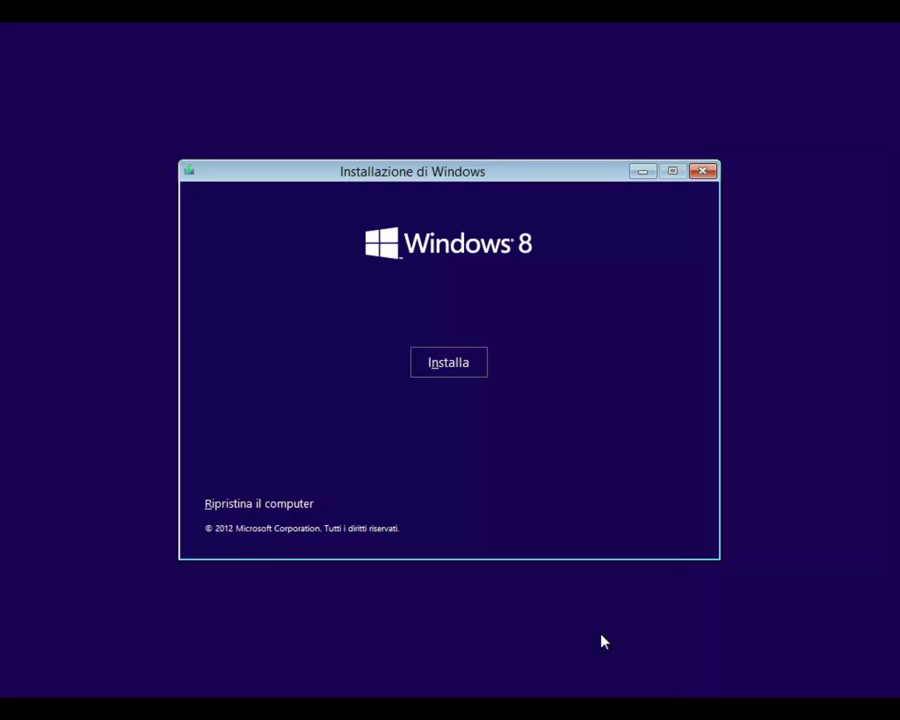 Installazione di Windows
Windows 8
Installa
Ripristina il computer
© 2012 Microsoft Corporation. Tutti i diritti riservati.